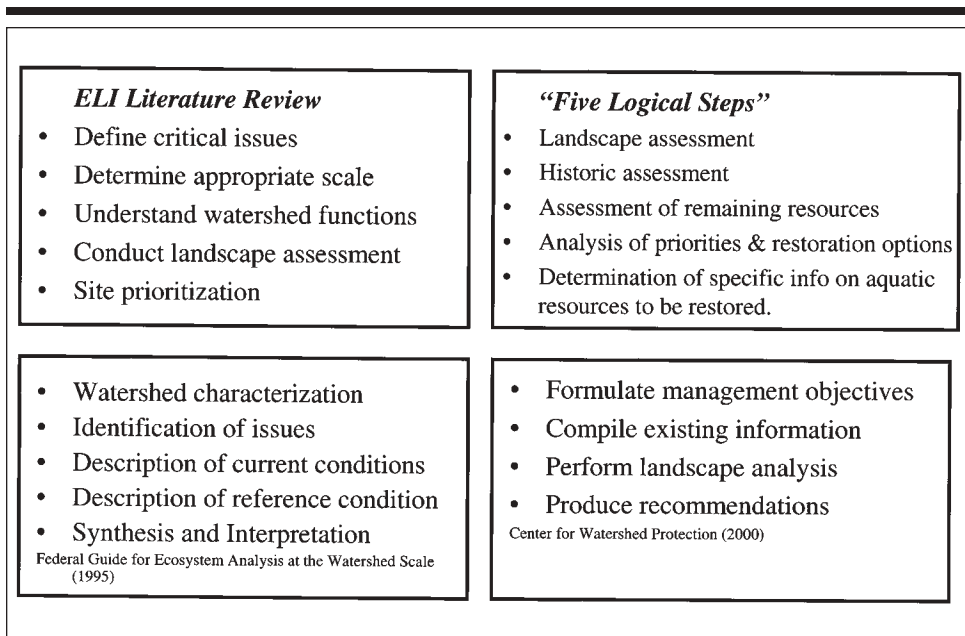 ELI Literature Review
• Define critical issues
• Determine appropriate scale
• Understand watershed functions
• Conduct landscape assessment
• Site prioritization
“Five Logical Steps”
• Landscape assessment
• Historic assessment
• Assessment of remaining resources
• Analysis of priorities & restoration options
• Determination of specific info on aquatic
resources to be restored.
• Watershed characterization
• Identification of issues
• Description of current conditions
• Description of reference condition
• Synthesis and Interpretation
Federal Guide for Ecosystem Analysis at the Watershed Scale
(1995)
• Formulate management objectives
• Compile existing information
• Perform landscape analysis
• Produce recommendations
Center for Watershed Protection (2000)